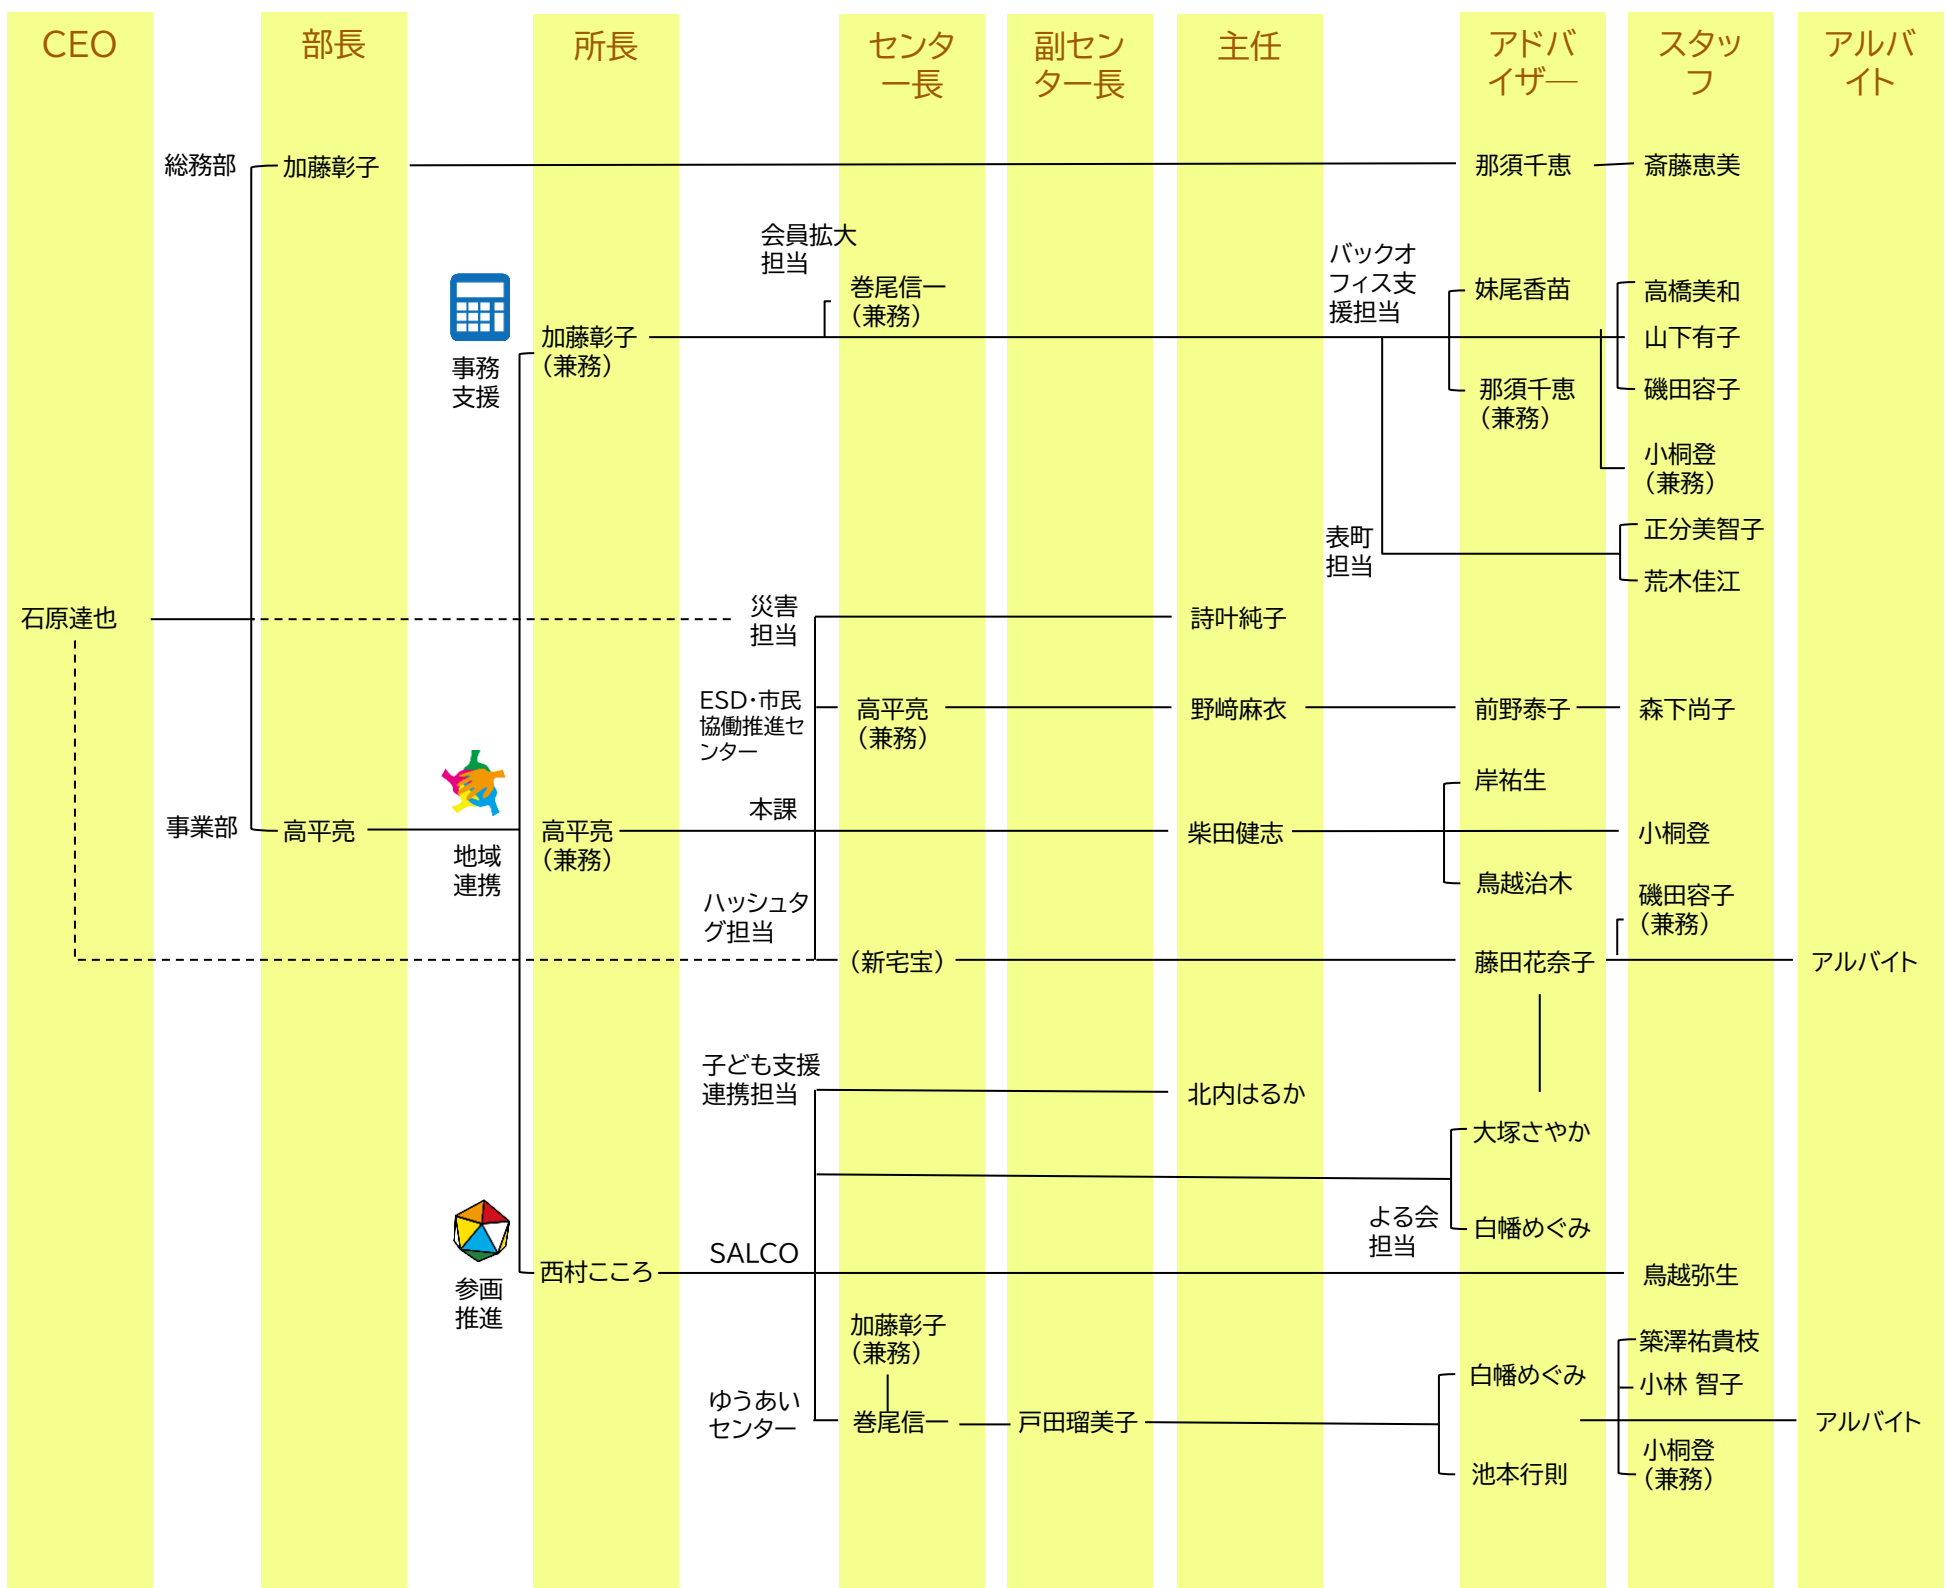 CEO
部長
所長
センタ
ー長
副セン
ター長
主任
アドバ
イザ―
スタッ
フ
アルバ
イト
総務部
加藤彰子
那須千恵
斎藤恵美
会員拡大
担当
巻尾信一
（兼務）
バックオ
フィス支
援担当
妹尾香苗
高橋美和
加藤彰子
（兼務）
山下有子
事務
支援
那須千恵
（兼務）
磯田容子
小桐登
（兼務）
表町
担当
正分美智子
荒木佳江
石原達也
災害
担当
詩叶純子
ESD・市民
協働推進セ
ンター
高平亮
（兼務）
野﨑麻衣
前野泰子
森下尚子
岸祐生
本課
事業部
高平亮
高平亮
（兼務）
柴田健志
小桐登
地域
連携
鳥越治木
ハッシュタ
グ担当
磯田容子
（兼務）
（新宅宝）
藤田花奈子
アルバイト
子ども支援
連携担当
北内はるか
大塚さやか
よる会
担当
白幡めぐみ
SALCO
西村こころ
鳥越弥生
参画
推進
加藤彰子
（兼務）
築澤祐貴枝
白幡めぐみ
小林 智子
ゆうあい
センター
巻尾信一
戸田瑠美子
アルバイト
池本行則
小桐登
（兼務）